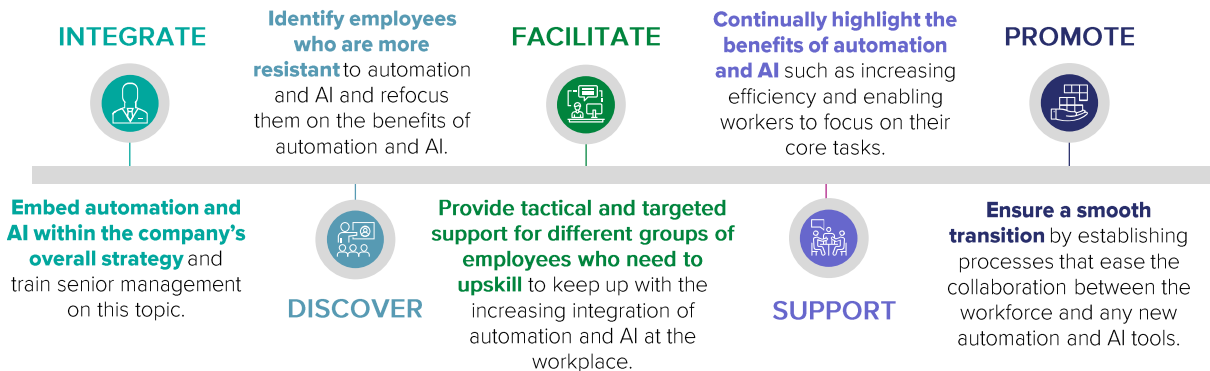 INTEGRATE
Embed automation and
AI within the company's
overall strategy and
train senior management
on this topic.
Identify employees
who are more
resistant to automation
and AI and refocus
them on the benefits of
automation and AI.
DISCOVER
FACILITATE
Provide tactical and targeted
support for different groups of
employees who need to
upskill to keep up with the
increasing integration of
automation and AI at the
workplace.
Continually highlight the
benefits of automation
and AI such as increasing
efficiency and enabling
workers to focus on their
core tasks.
SUPPORT
PROMOTE
Ensure a smooth
transition by establishing
processes that ease the
collaboration between the
workforce and any new
automation and AI tools.